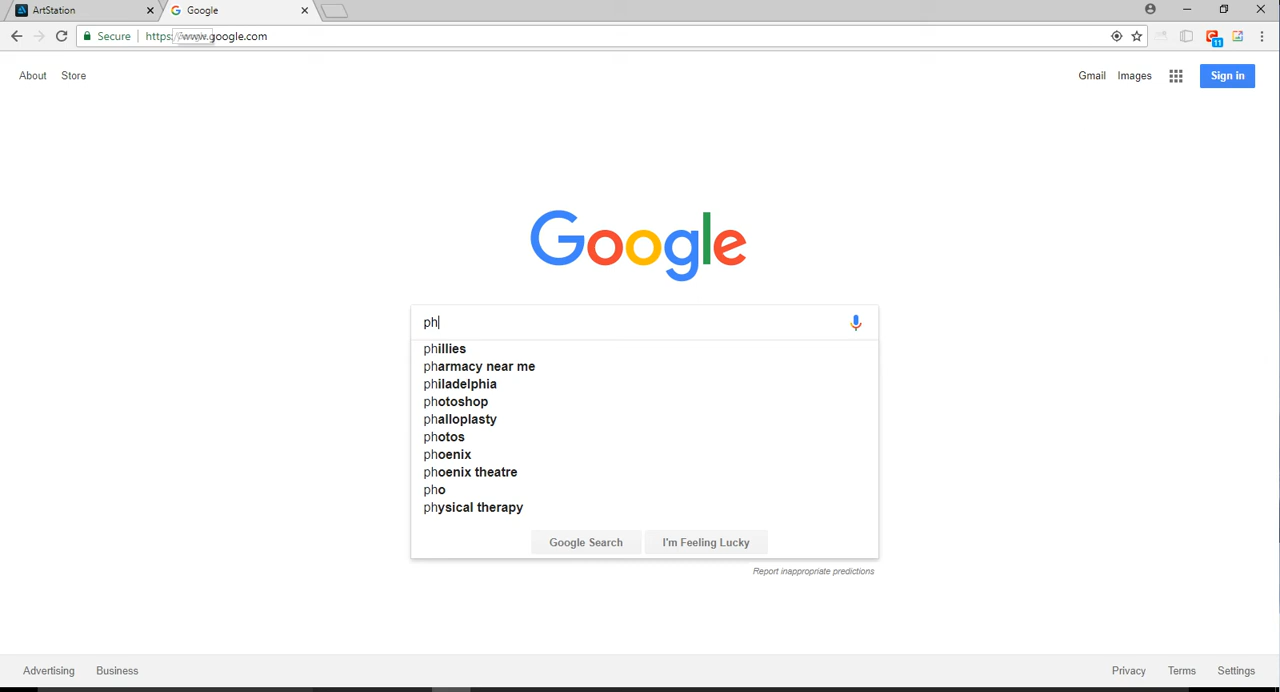 ArtStation
Google
Secure
https://www.google.com
11
About
Store
Gmail
Images
Sign in
Google
ph
phillies
pharmacy near me
philadelphia
photoshop
phalloplasty
photos
phoenix
phoenix theatre
pho
physical therapy
Google Search
I'm Feeling Lucky
Report inappropriate predictions
Advertising
Business
Privacy
Terms
Settings